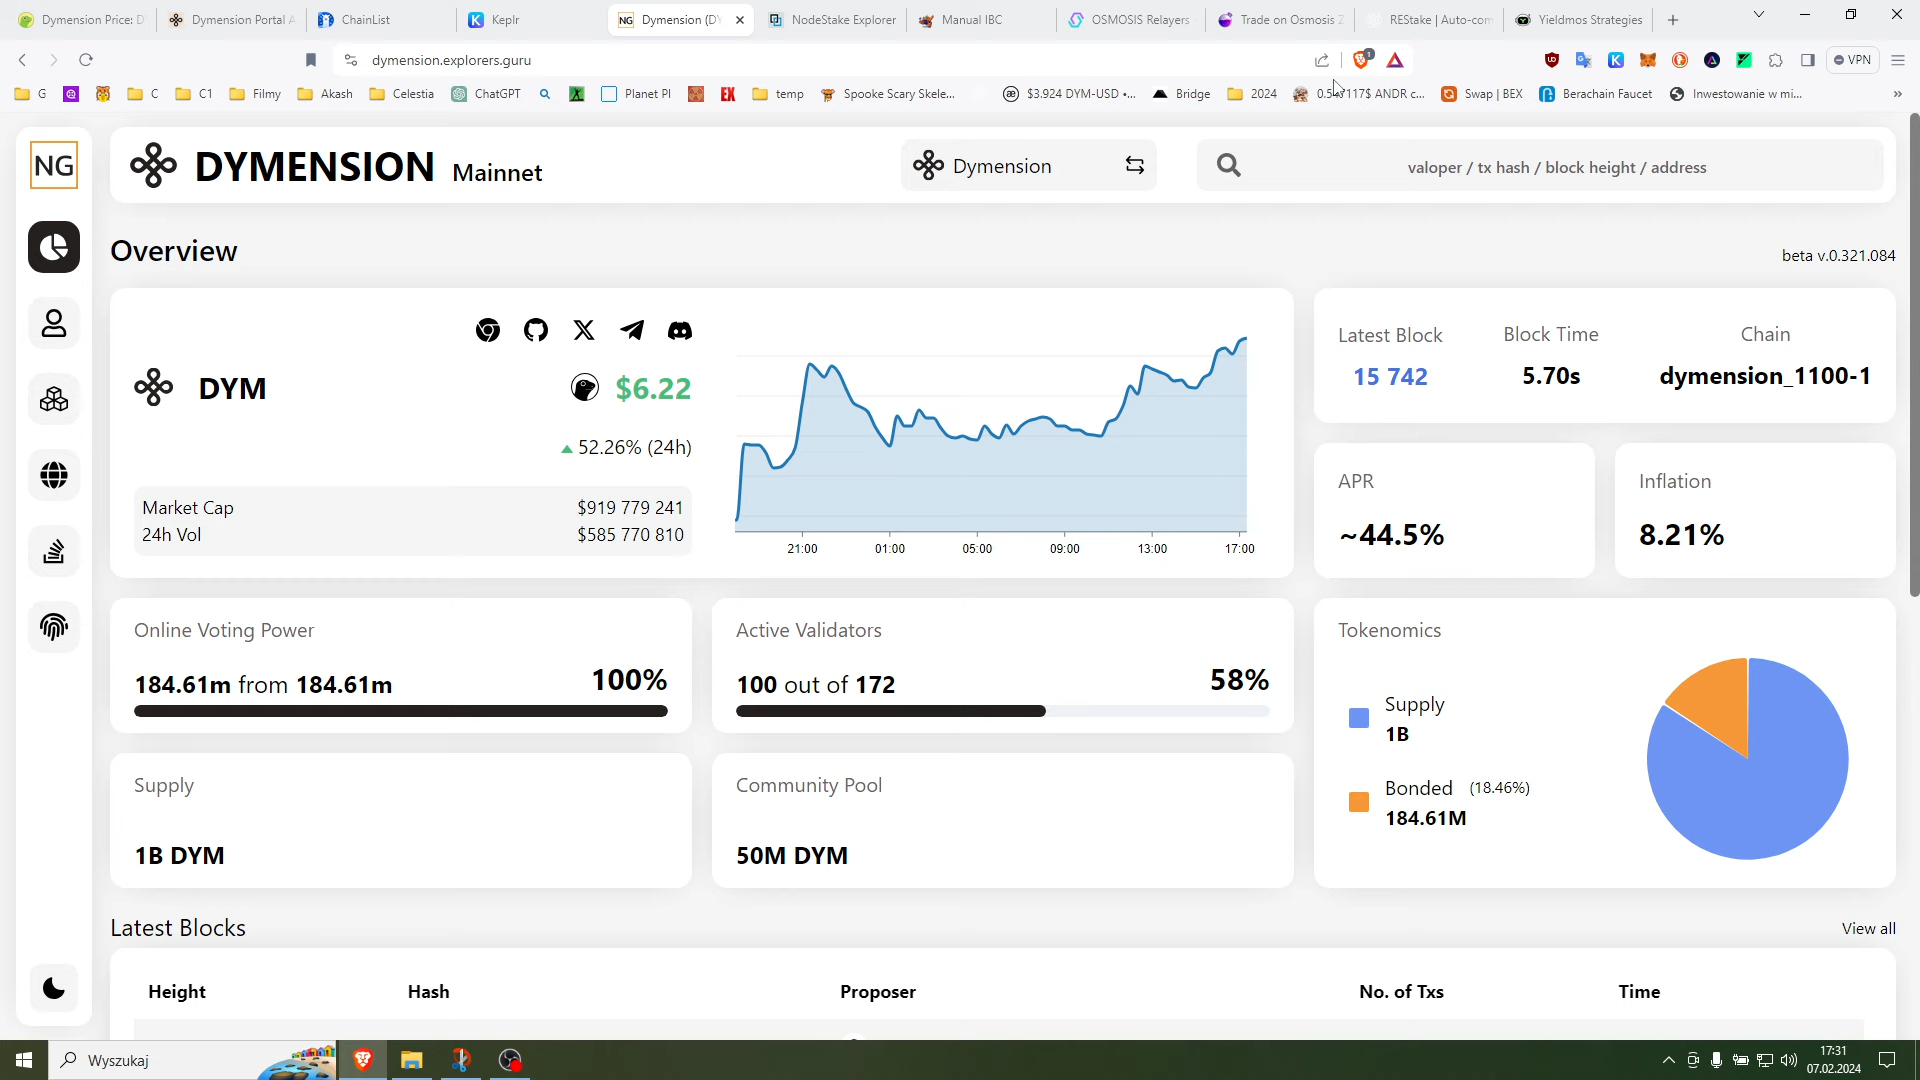 Dymension Price: D
Dymension Portal A
ChainList
Keplr
NG Dymension (DY
NodeStake Explorer
Manual IBC
OSMOSIS Relayers
Trade on Osmosis Z
REStake | Auto-com
Yieldmos Strategies
dymension.explorers.guru
1
VPN
G
C
C1
Filmy
Akash
Celestia
ChatGPT
Planet PI
EX
temp
Spooke Scary Skele...
$3.924 DYM-USD •...
Bridge
2024
117$ ANDR c...
Swap | BEX
Berachain Faucet
Inwestowanie w mi...
NG
DYMENSION Mainnet
Dymension
valoper / tx hash / block height / address
Overview
beta v.0.321.084
DYM
$6.22
52.26% (24h)
Market Cap $919 779 241
24h Vol $585 770 810
21:00 01:00 05:00 09:00 13:00 17:00
Latest Block Block Time Chain
15 742 5.70s dymension_1100-1
APR
~44.5%
Inflation
8.21%
Online Voting Power
184.61m from 184.61m 100%
Active Validators
100 out of 172 58%
Tokenomics
Supply
1B
Bonded (18.46%)
184.61M
Supply
1B DYM
Community Pool
50M DYM
Latest Blocks
View all
Height Hash Proposer No. of Txs Time
Wyszukaj
17:31
07.02.2024